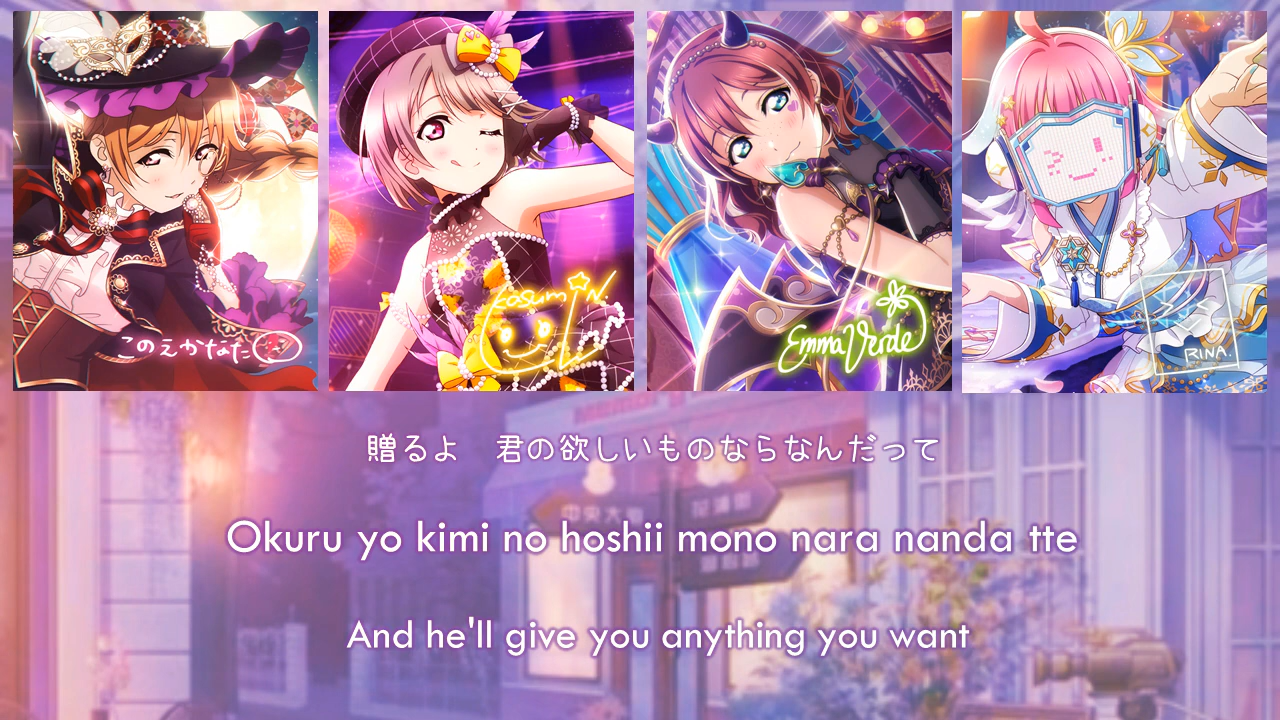 このえかなた
Kasumi N.
Emma Verde
RINA.
贈るよ 君の欲しいものならなんだって
Okuru yo kimi no hoshii mono nara nanda tte
And he'll give you anything you want